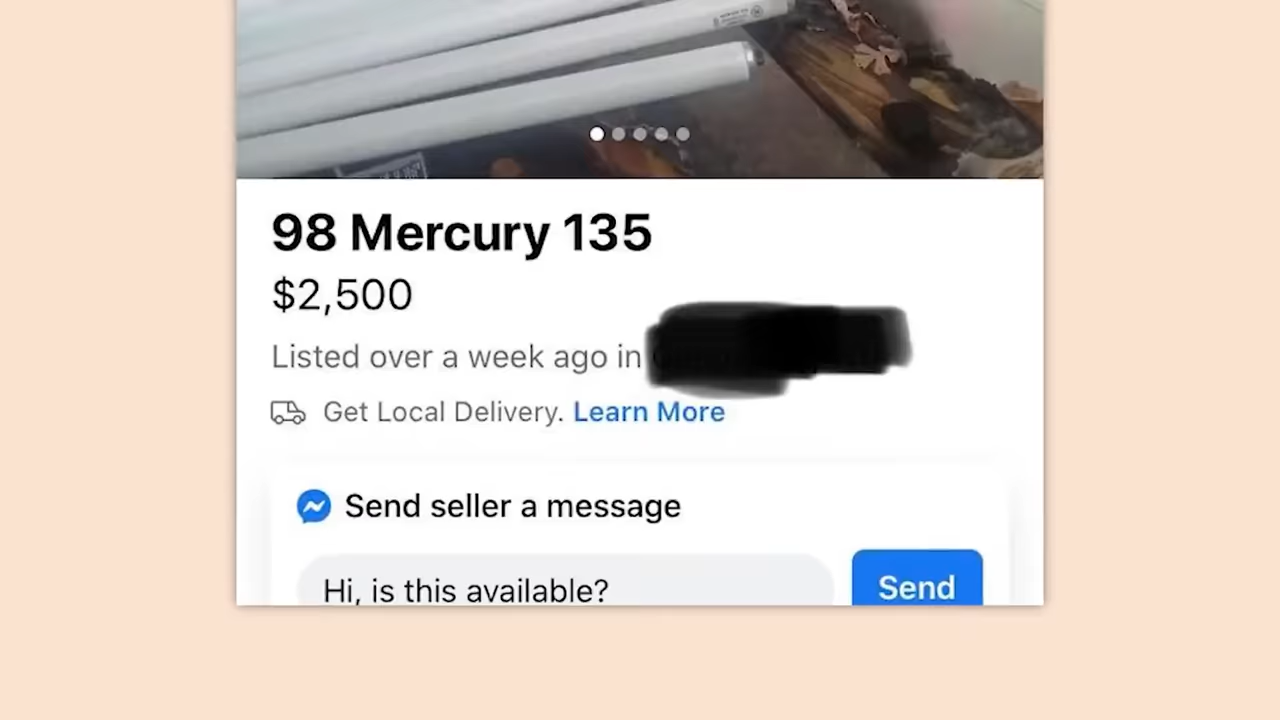 98 Mercury 135
$2,500
Listed over a week ago in
Get Local Delivery. Learn More
Send seller a message
Hi, is this available?
Send